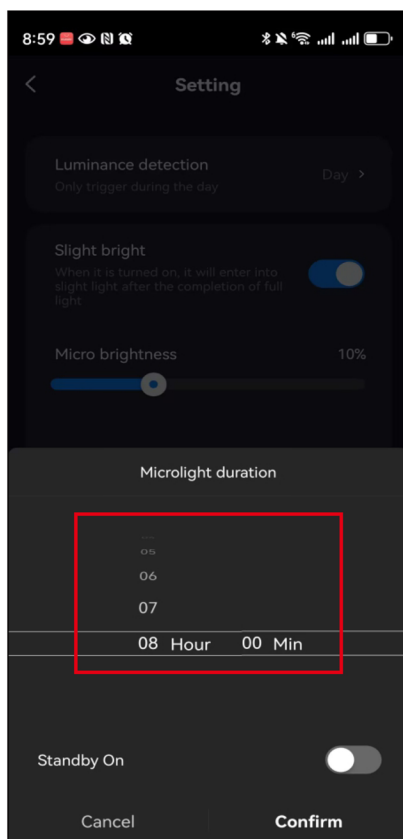 8:59
Setting
Luminance detection
Only trigger during the day
Day >
Slight bright
When it is turned on, it will enter into
slight light after the completion of full
light
Micro brightness
10%
Microlight duration
05
06
07
08 Hour 00 Min
Standby On
Cancel
Confirm